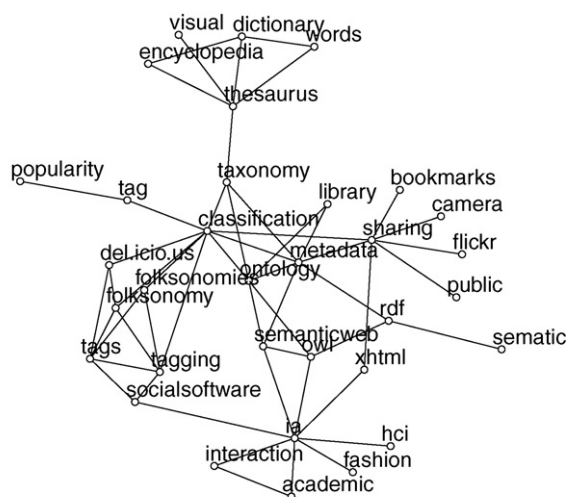 visual
dictionary
words
encyclopedia
thesaurus
popularity
tag
taxonomy
library
bookmarks
camera
classification
sharing
metadata
flickr
del.icio.us
folksonomies
ontology
public
folksonomy
rdf
tags
tagging
semanticweb
owl
xhtml
sematic
socialsoftware
ia
hci
interaction
fashion
academic